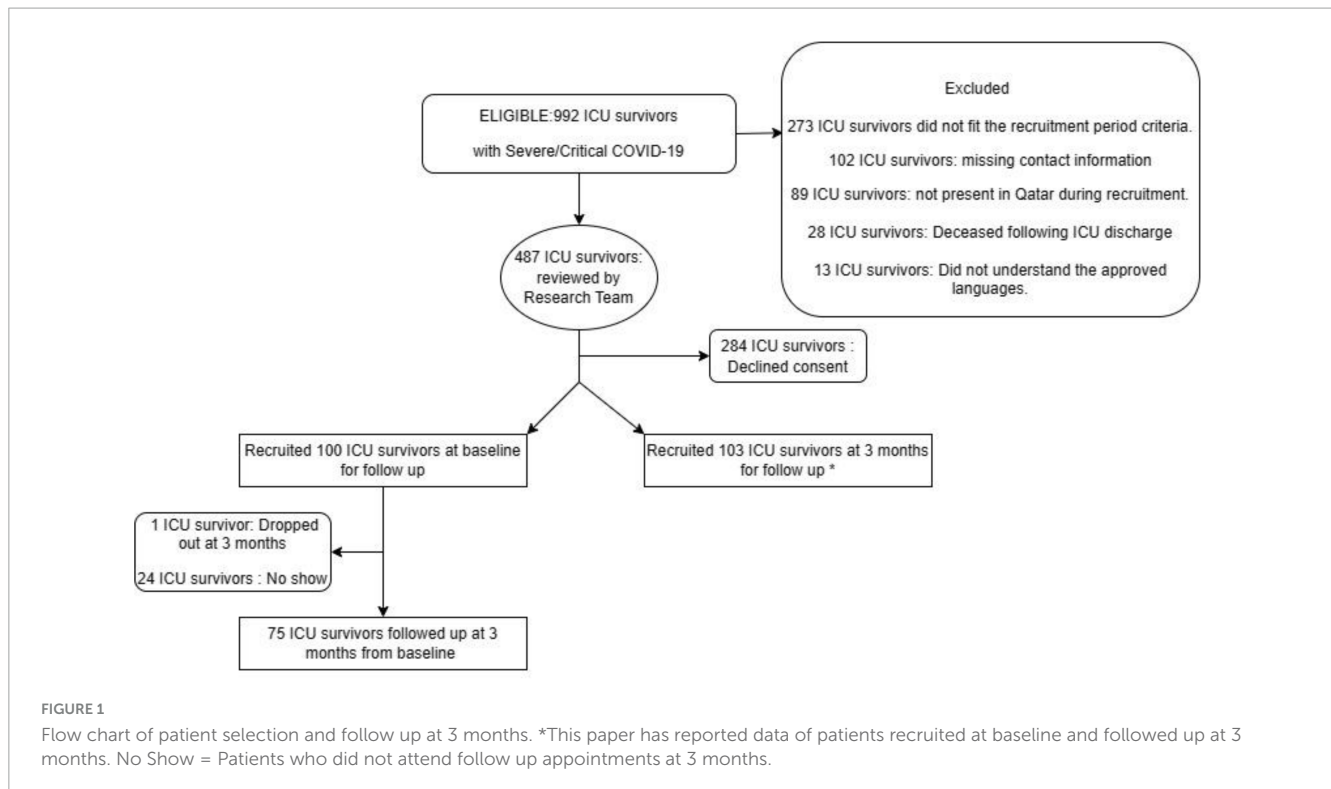 ELIGIBLE:992 ICU survivors
with Severe/Critical COVID-19
Excluded
273 ICU survivors did not fit the recruitment period criteria.
102 ICU survivors: missing contact information
89 ICU survivors: not present in Qatar during recruitment.
28 ICU survivors: Deceased following ICU discharge
13 ICU survivors: Did not understand the approved
languages.
487 ICU survivors:
reviewed by
Research Team
284 ICU survivors :
Declined consent
Recruited 100 ICU survivors at baseline
for follow up
Recruited 103 ICU survivors at 3 months
for follow up *
1 ICU survivor: Dropped
out at 3 months
24 ICU survivors : No show
75 ICU survivors followed up at 3
months from baseline
FIGURE 1
Flow chart of patient selection and follow up at 3 months. *This paper has reported data of patients recruited at baseline and followed up at 3
months. No Show = Patients who did not attend follow up appointments at 3 months.